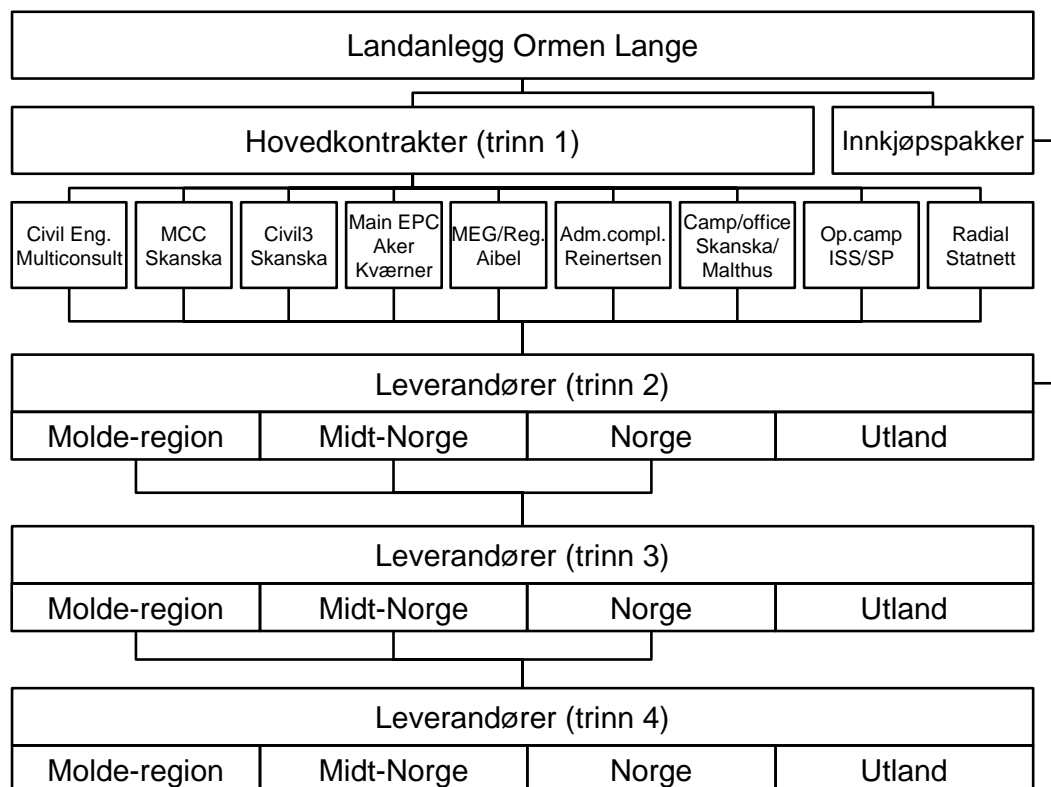 Landanlegg Ormen Lange
Hovedkontrakter (trinn 1)
Innkjøpspakker
Civil Eng.
Multiconsult
MCC
Skanska
Civil3
Skanska
Main EPC
Aker
Kværner
MEG/Reg.
Aibel
Adm.compl.
Reinertsen
Camp/office
Skanska/
Malthus
Op.camp
ISS/SP
Radial
Statnett
Leverandører (trinn 2)
Molde-region
Midt-Norge
Norge
Utland
Leverandører (trinn 3)
Molde-region
Midt-Norge
Norge
Utland
Leverandører (trinn 4)
Molde-region
Midt-Norge
Norge
Utland